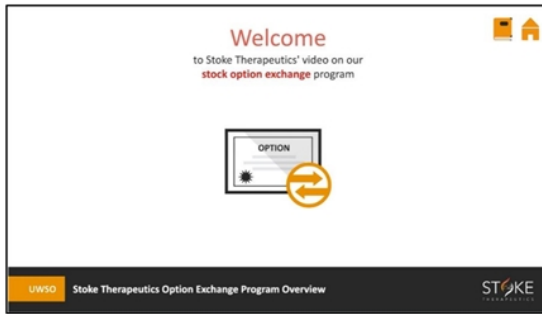 Welcome
to Stoke Therapeutics' video on our
stock option exchange program
OPTION
UWSO Stoke Therapeutics Option Exchange Program Overview
STOKE
THERAPEUTICS